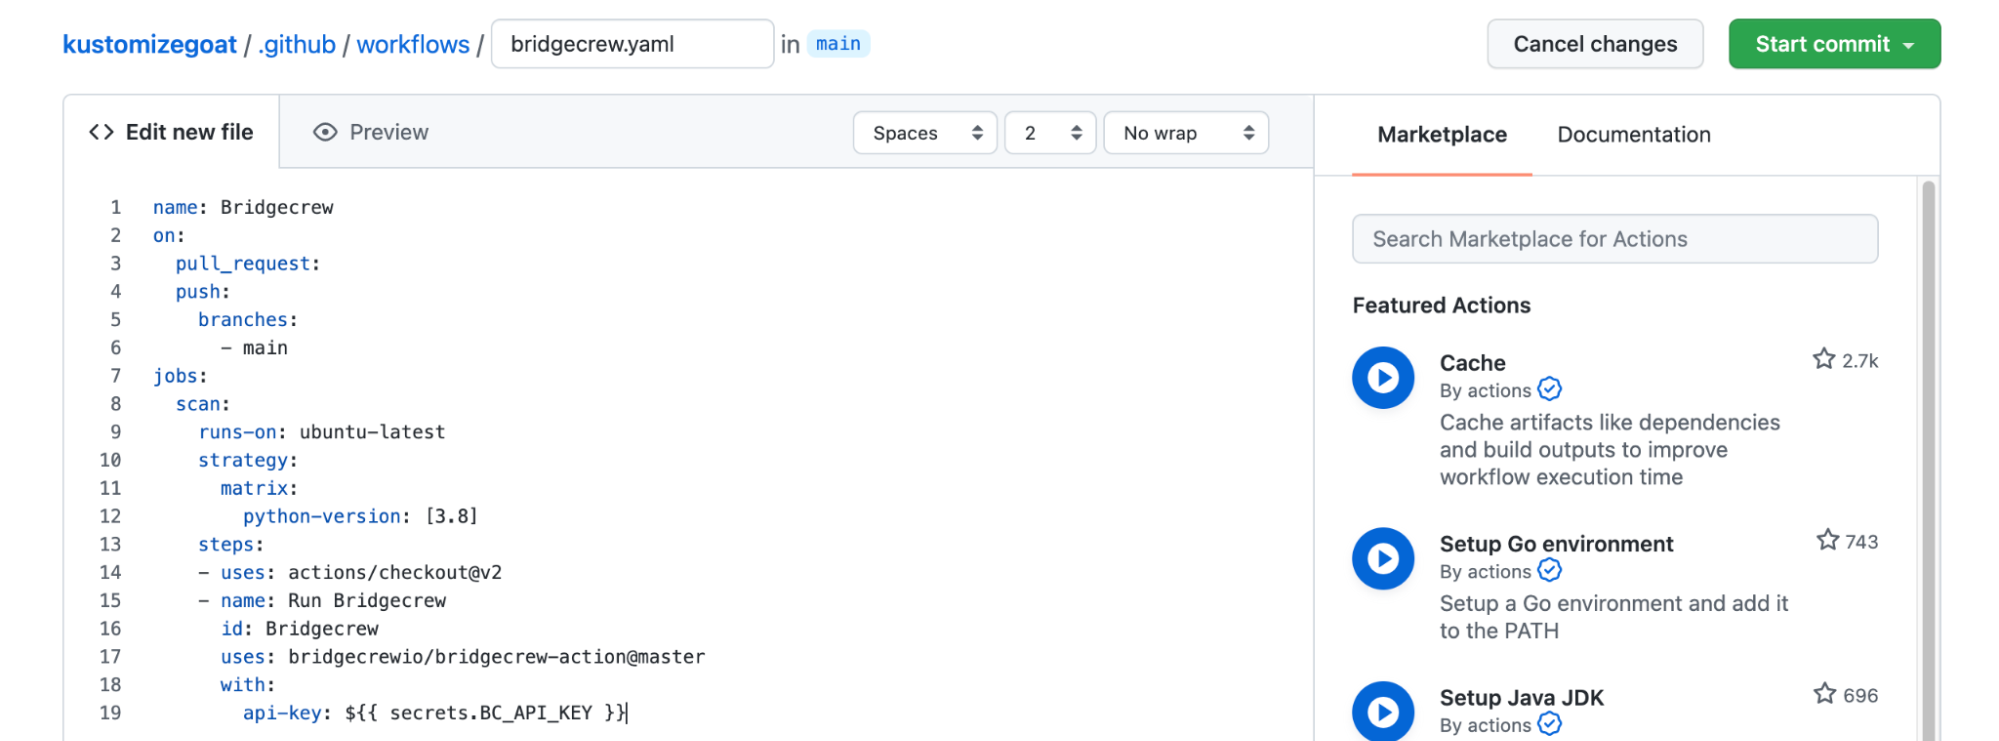 kustomizegoat / .github / workflows / bridgecrew.yaml in main
Cancel changes
Start commit
Edit new file
Preview
Spaces
2
No wrap
1 name: Bridgecrew
2 on:
3   pull_request:
4   push:
5     branches:
6       - main
7 jobs:
8   scan:
9     runs-on: ubuntu-latest
10     strategy:
11       matrix:
12         python-version: [3.8]
13     steps:
14     - uses: actions/checkout@v2
15     - name: Run Bridgecrew
16       id: Bridgecrew
17       uses: bridgecrewio/bridgecrew-action@master
18       with:
19         api-key: ${{ secrets.BC_API_KEY }}
Marketplace
Documentation
Search Marketplace for Actions
Featured Actions
Cache
2.7k
By actions
Cache artifacts like dependencies
and build outputs to improve
workflow execution time
Setup Go environment
743
By actions
Setup a Go environment and add it
to the PATH
Setup Java JDK
696
By actions